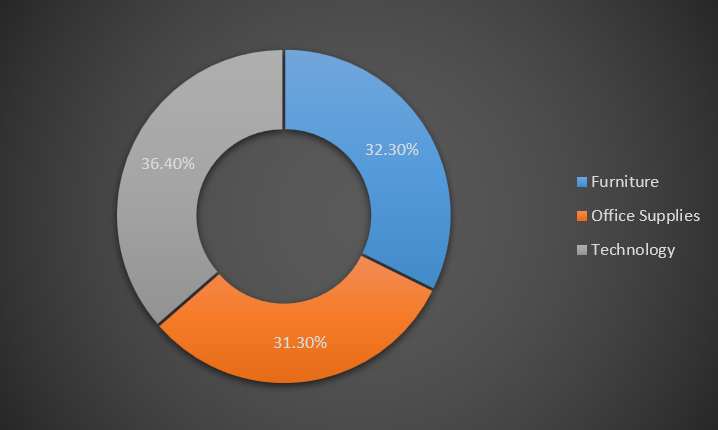 32.30%
36.40%
Furniture
Office Supplies
Technology
31.30%